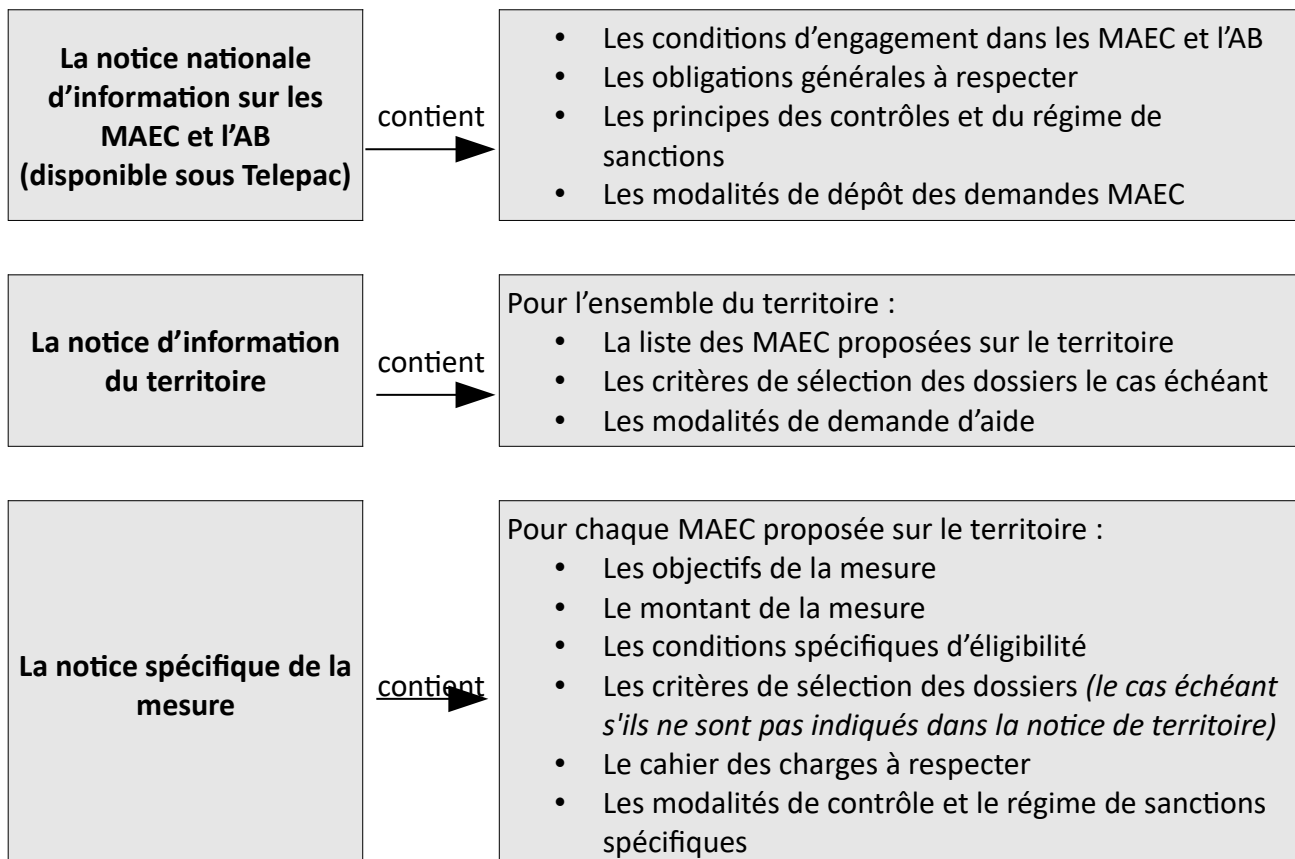 La notice nationale
d’information sur les
MAEC et l’AB
(disponible sous Telepac)
contient
• Les conditions d’engagement dans les MAEC et l’AB
• Les obligations générales à respecter
• Les principes des contrôles et du régime de
sanctions
• Les modalités de dépôt des demandes MAEC
La notice d’information
du territoire
contient
Pour l’ensemble du territoire :
• La liste des MAEC proposées sur le territoire
• Les critères de sélection des dossiers le cas échéant
• Les modalités de demande d’aide
La notice spécifique de la
mesure
contient
Pour chaque MAEC proposée sur le territoire :
• Les objectifs de la mesure
• Le montant de la mesure
• Les conditions spécifiques d’éligibilité
• Les critères de sélection des dossiers (le cas échéant
s'ils ne sont pas indiqués dans la notice de territoire)
• Le cahier des charges à respecter
• Les modalités de contrôle et le régime de sanctions
spécifiques